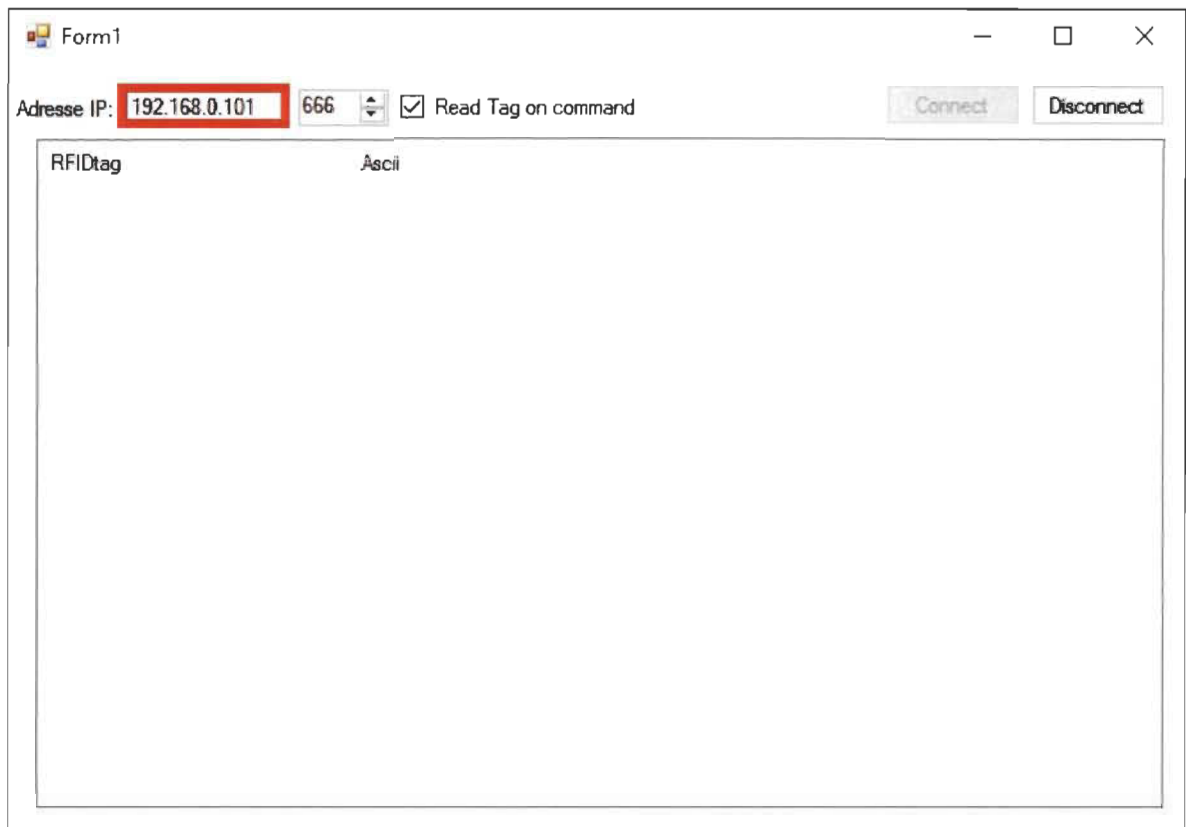 Form1
Adresse IP: 192.168.0.101 666 Read Tag on command Connect Disconnect
RFIDtag Ascii